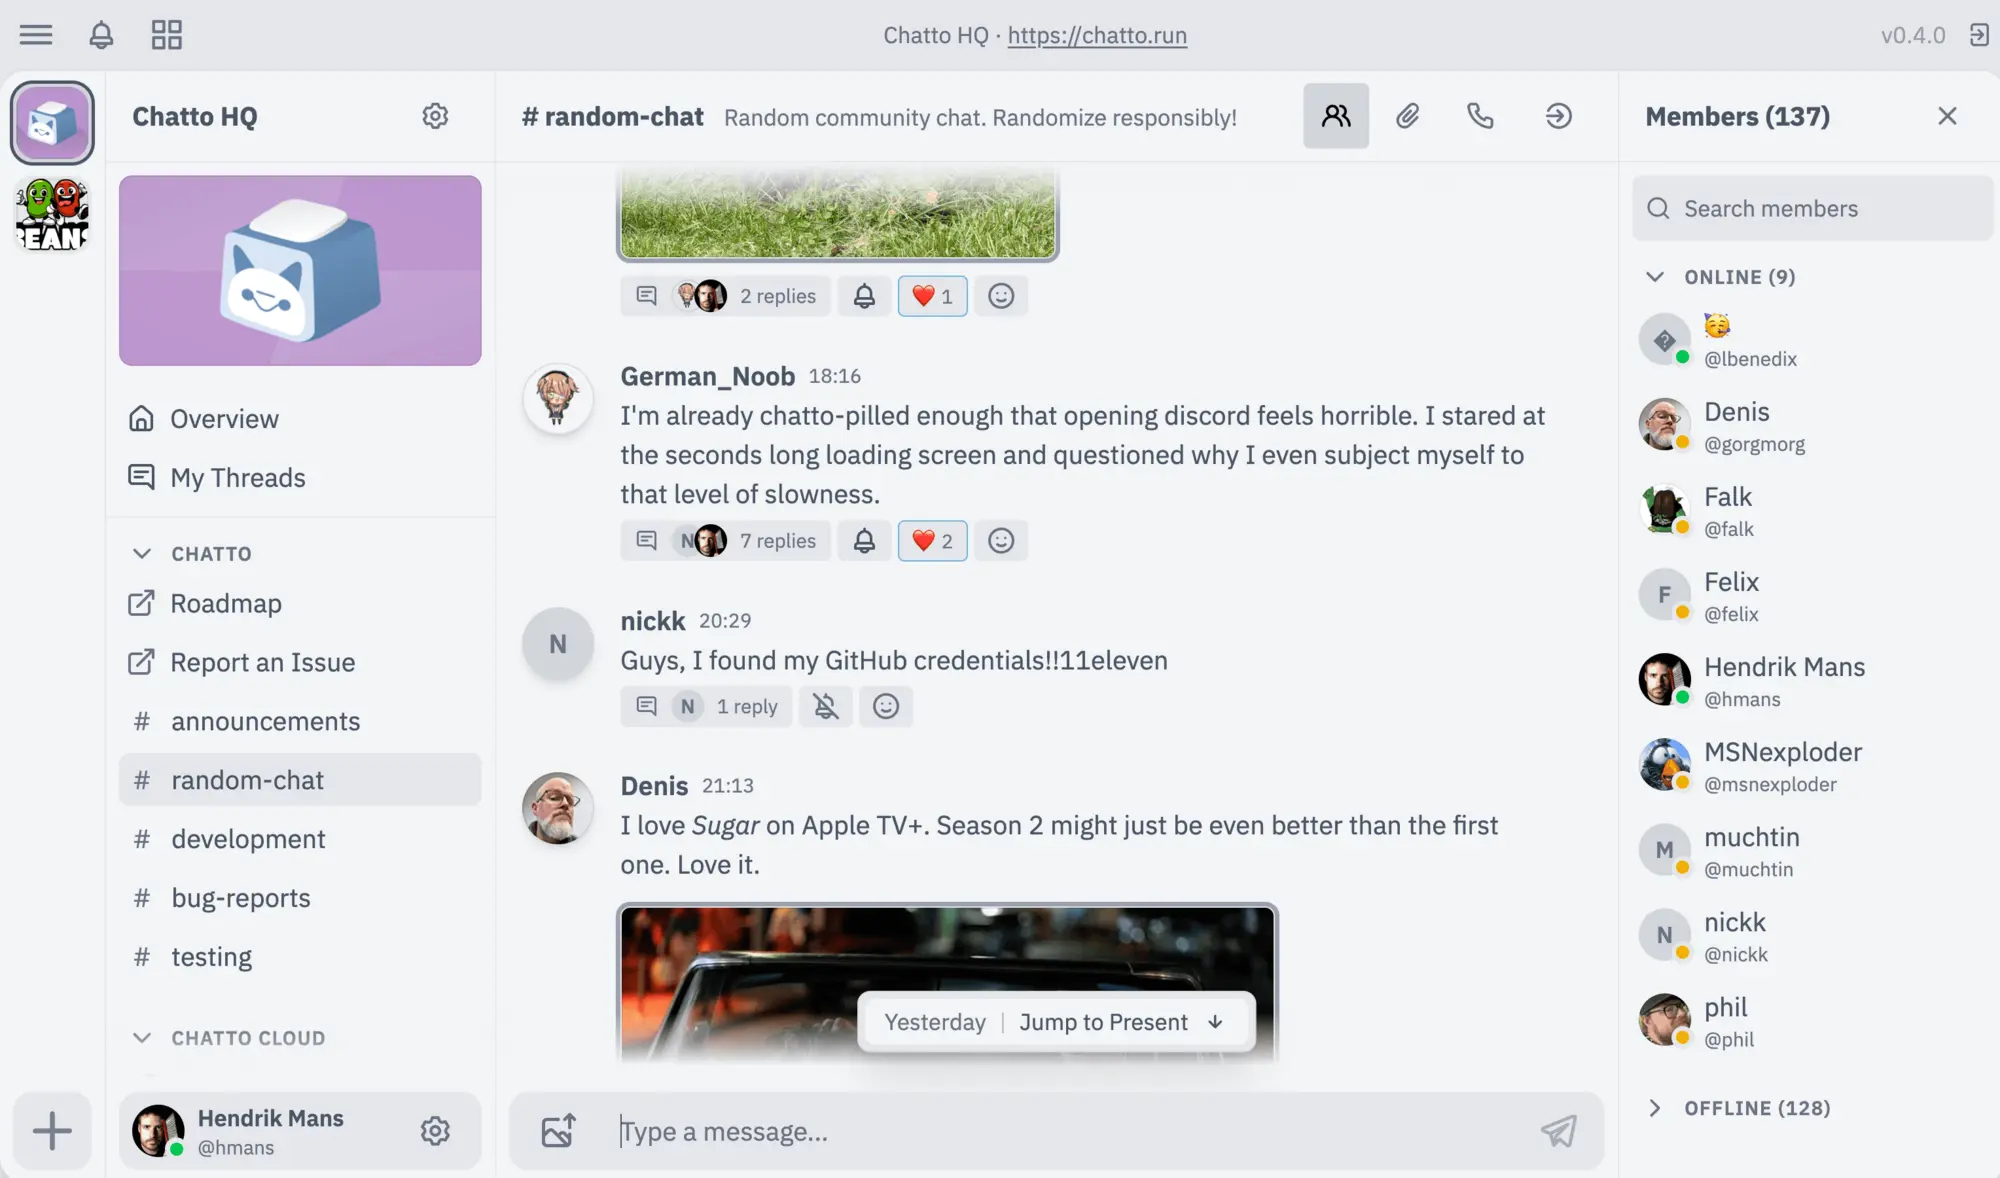 Chatto HQ · https://chatto.run
v0.4.0
BEANS
Chatto HQ
Overview
My Threads
CHATTO
Roadmap
Report an Issue
# announcements
# random-chat
# development
# bug-reports
# testing
CHATTO CLOUD
Hendrik Mans
@hmans
# random-chat Random community chat. Randomize responsibly!
2 replies ❤️ 1
German_Noob 18:16
I'm already chatto-pilled enough that opening discord feels horrible. I stared at
the seconds long loading screen and questioned why I even subject myself to
that level of slowness.
N 7 replies ❤️ 2
N
nickk 20:29
Guys, I found my GitHub credentials!!11eleven
N 1 reply
Denis 21:13
I love Sugar on Apple TV+. Season 2 might just be even better than the first
one. Love it.
Yesterday | Jump to Present ↓
Type a message...
Members (137)
Search members
ONLINE (9)
?
🥳
@lbenedix
Denis
@gorgmorg
Falk
@falk
F
Felix
@felix
Hendrik Mans
@hmans
MSNexploder
@msnexploder
M
muchtin
@muchtin
N
nickk
@nickk
phil
@phil
OFFLINE (128)